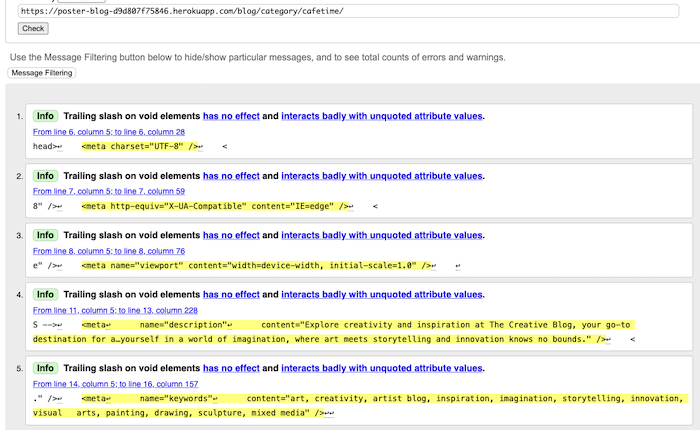 https://poster-blog-d9d807f75846.herokuapp.com/blog/category/cafetime/
Check
Use the Message Filtering button below to hide/show particular messages, and to see total counts of errors and warnings.
Message Filtering
1. Info Trailing slash on void elements has no effect and interacts badly with unquoted attribute values.
From line 6, column 5; to line 6, column 28
head>↩ <meta charset="UTF-8" />↩ <
2. Info Trailing slash on void elements has no effect and interacts badly with unquoted attribute values.
From line 7, column 5; to line 7, column 59
8" />↩ <meta http-equiv="X-UA-Compatible" content="IE=edge" />↩ <
3. Info Trailing slash on void elements has no effect and interacts badly with unquoted attribute values.
From line 8, column 5; to line 8, column 76
e" />↩ <meta name="viewport" content="width=device-width, initial-scale=1.0" />↩ ↩
4. Info Trailing slash on void elements has no effect and interacts badly with unquoted attribute values.
From line 11, column 5; to line 13, column 228
S -->↩ <meta↩ name="description"↩ content="Explore creativity and inspiration at The Creative Blog, your go-to
destination for a…yourself in a world of imagination, where art meets storytelling and innovation knows no bounds." />↩ <
5. Info Trailing slash on void elements has no effect and interacts badly with unquoted attribute values.
From line 14, column 5; to line 16, column 157
." />↩ <meta↩ name="keywords"↩ content="art, creativity, artist blog, inspiration, imagination, storytelling, innovation,
visual arts, painting, drawing, sculpture, mixed media" />↩↩